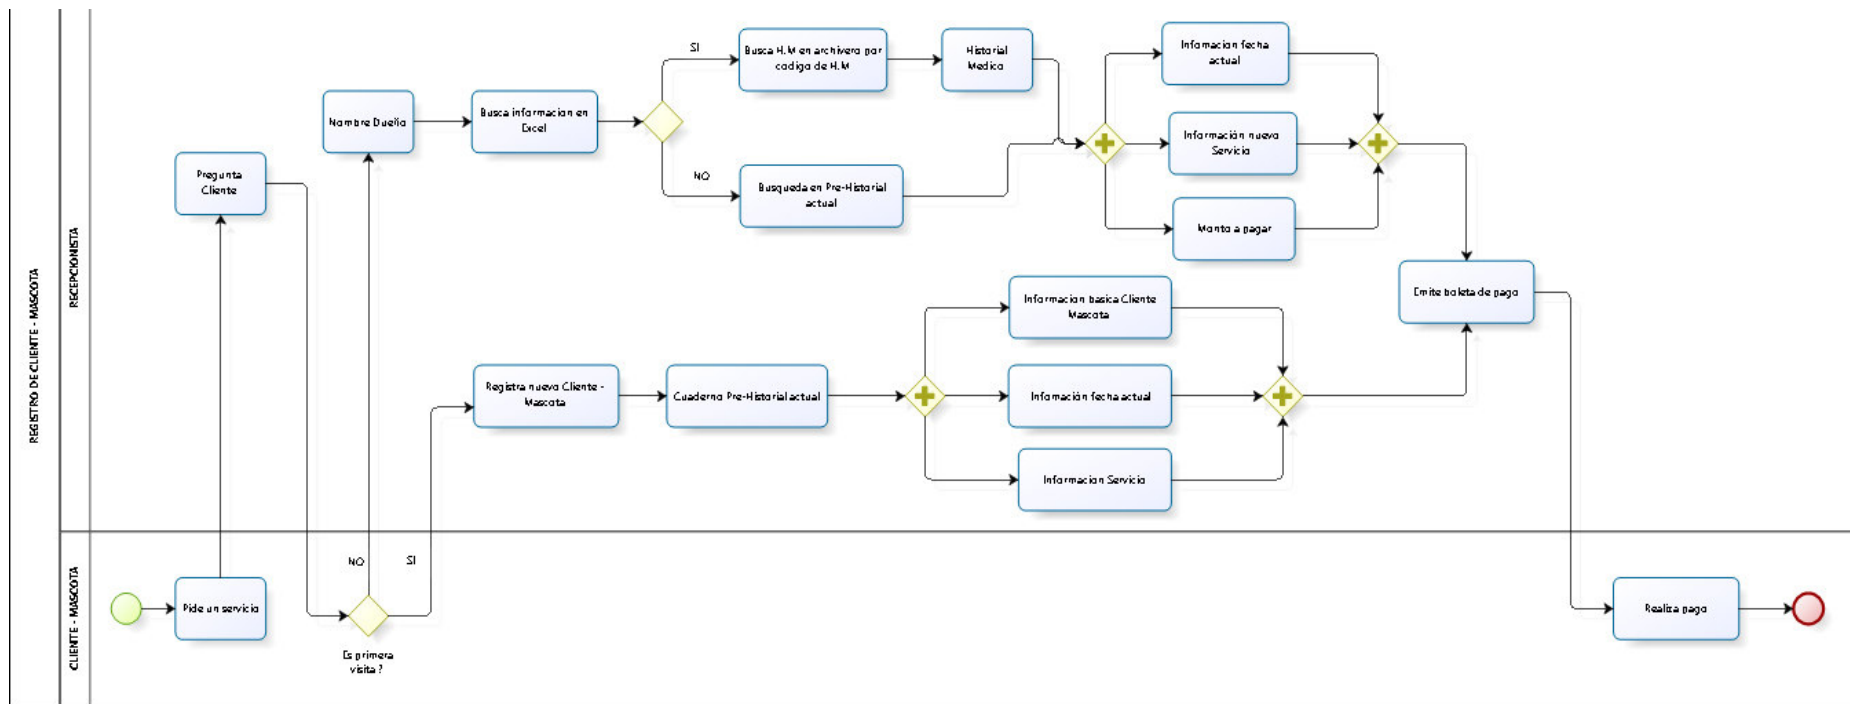 REGISTRO DE CLIENTE - MASCOTA
RECEPCIONISTA
CLIENTE - MASCOTA
Pide un servicio
Pregunta
Cliente
Es primera
visita ?
NO
SI
Nombre Dueño
Busca informacion en
Excel
SI
NO
Busca H.M en archivero por
codigo de H.M
Historial
Medico
Busqueda en Pre-Historial
actual
Infomacion fecha
actual
Información nuevo
Servicio
Monto a pagar
Registra nuevo Cliente -
Mascota
Cuaderno Pre-Historial actual
Informacion basica Cliente
Mascota
Infomación fecha actual
Informacion Servicio
Emite boleta de pago
Realiza pago